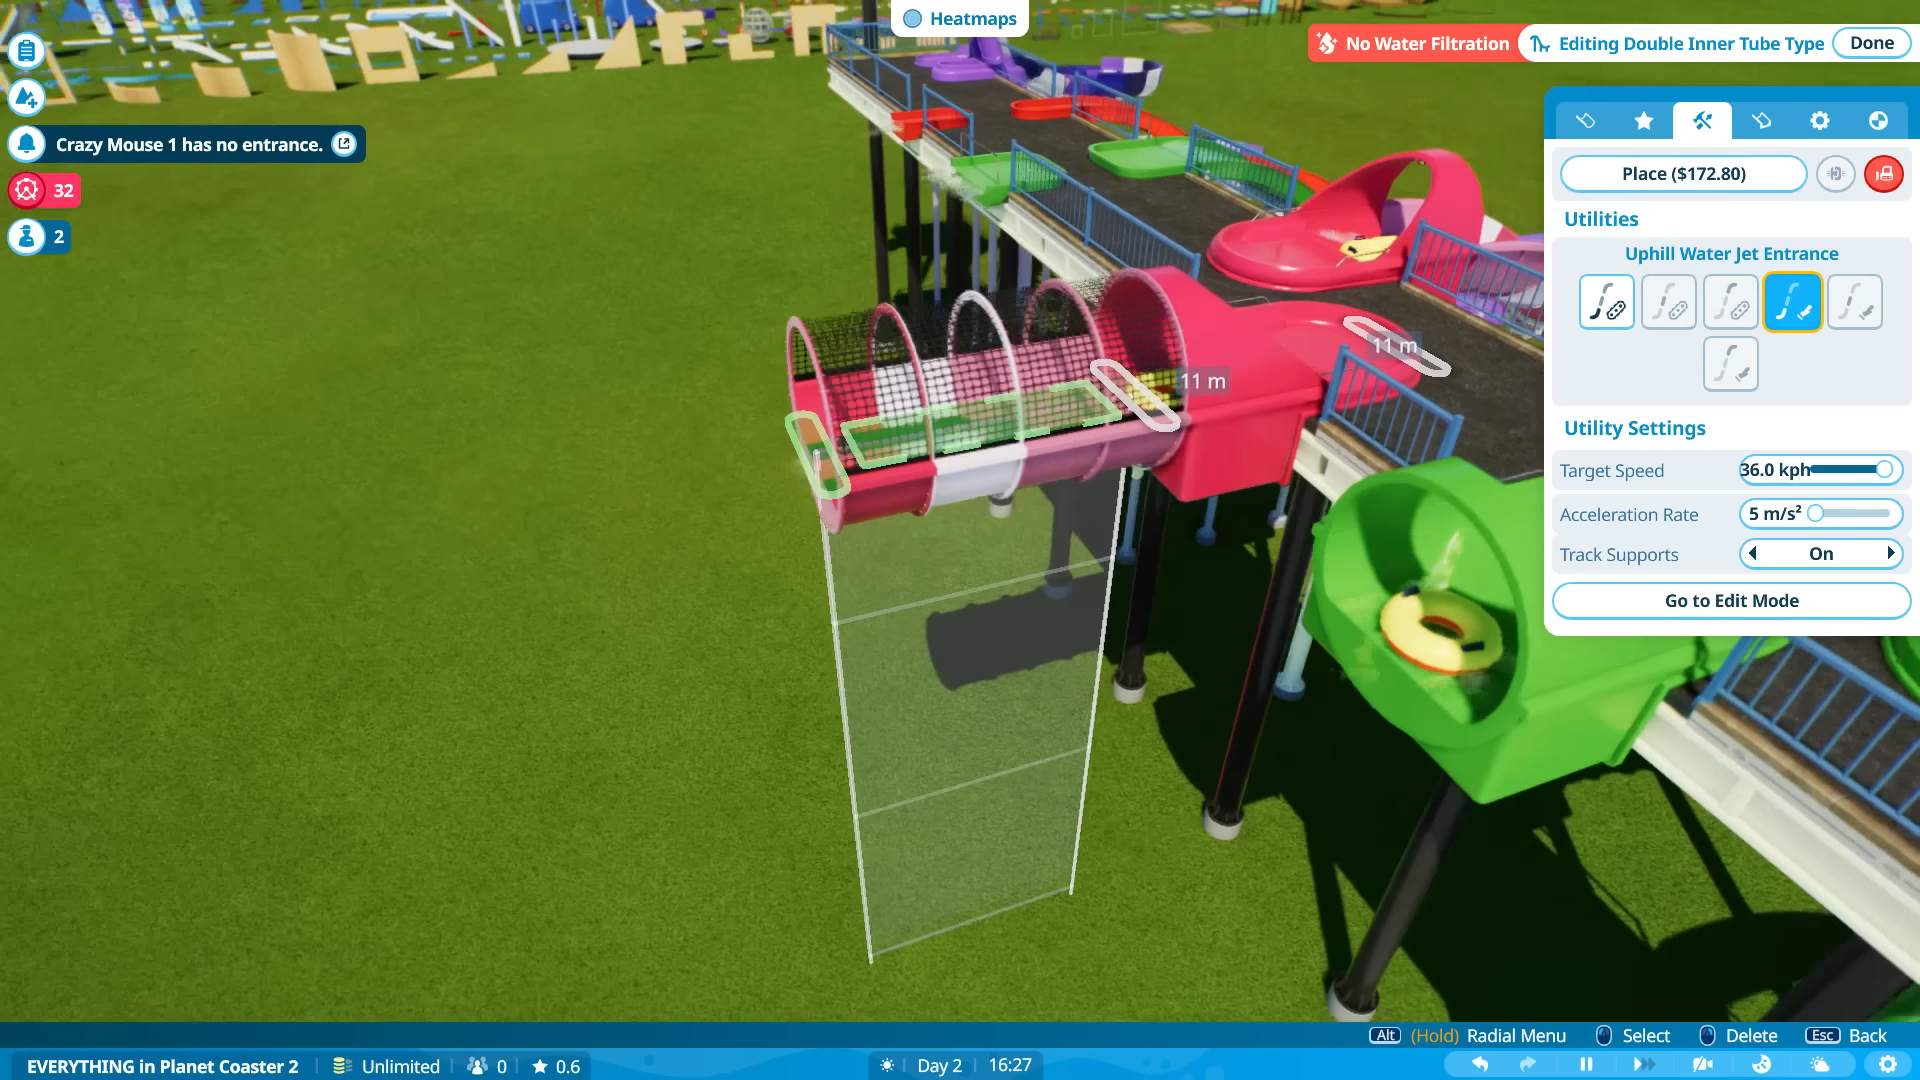 Heatmaps
No Water Filtration
Editing Double Inner Tube Type
Done
Crazy Mouse 1 has no entrance.
32
2
Place ($172.80)
Utilities
Uphill Water Jet Entrance
Utility Settings
Target Speed
36.0 kph
Acceleration Rate
5 m/s²
Track Supports
On
Go to Edit Mode
11 m
11 m
Alt (Hold) Radial Menu
Select
Delete
Esc Back
EVERYTHING in Planet Coaster 2
Unlimited
0
0.6
Day 2
16:27